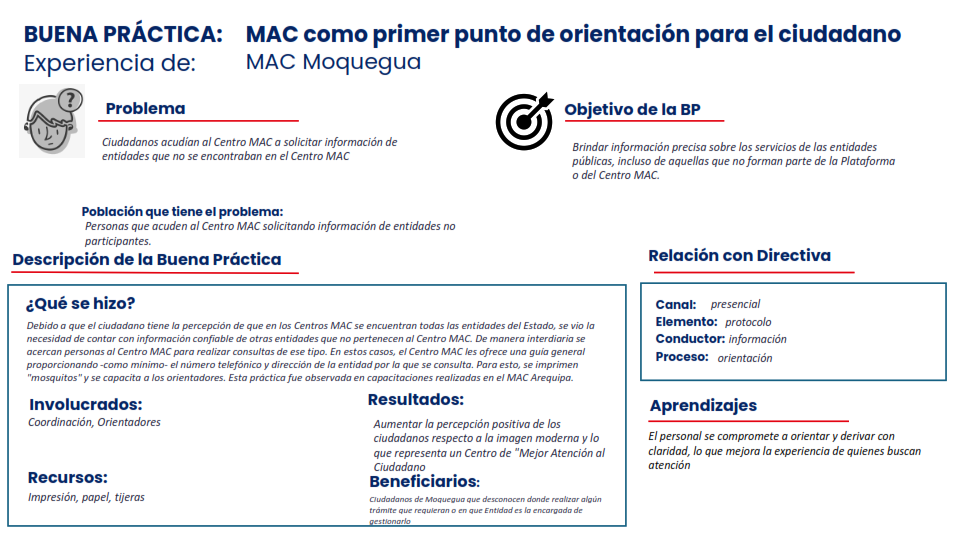 BUENA PRÁCTICA: MAC como primer punto de orientación para el ciudadano
Experiencia de: MAC Moquegua
?
Problema
Ciudadanos acudían al Centro MAC a solicitar información de
entidades que no se encontraban en el Centro MAC
Objetivo de la BP
Brindar información precisa sobre los servicios de las entidades
públicas, incluso de aquellas que no forman parte de la Plataforma
o del Centro MAC.
Población que tiene el problema:
Personas que acuden al Centro MAC solicitando información de entidades no
participantes.
Descripción de la Buena Práctica
¿Qué se hizo?
Debido a que el ciudadano tiene la percepción de que en los Centros MAC se encuentran todas las entidades del Estado, se vio la
necesidad de contar con información confiable de otras entidades que no pertenecen al Centro MAC. De manera interdiaria se
acercan personas al Centro MAC para realizar consultas de ese tipo. En estos casos, el Centro MAC les ofrece una guía general
proporcionando -como mínimo- el número telefónico y dirección de la entidad por la que se consulta. Para esto, se imprimen
"mosquitos" y se capacita a los orientadores. Esta práctica fue observada en capacitaciones realizadas en el MAC Arequipa.
Involucrados:
Coordinación, Orientadores
Recursos:
Impresión, papel, tijeras
Resultados:
Aumentar la percepción positiva de los
ciudadanos respecto a la imagen moderna y lo
que representa un Centro de "Mejor Atención al
Ciudadano
Beneficiarios:
Ciudadanos de Moquegua que desconocen donde realizar algún
trámite que requieran o en que Entidad es la encargada de
gestionarlo
Relación con Directiva
Canal: presencial
Elemento: protocolo
Conductor: información
Proceso: orientación
Aprendizajes
El personal se compromete a orientar y derivar con
claridad, lo que mejora la experiencia de quienes buscan
atención